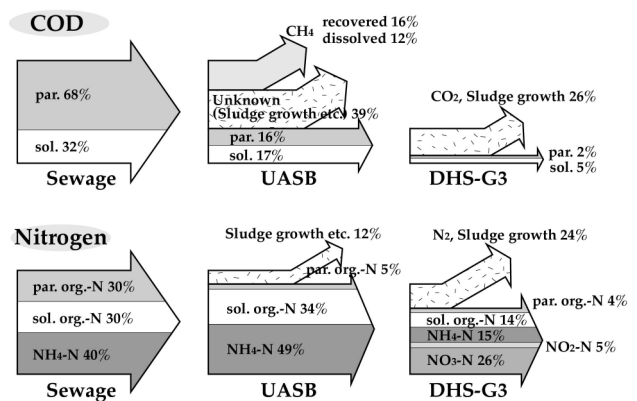 COD
par. 68%
sol. 32%
Sewage
CH4
recovered 16%
dissolved 12%
Unknown
(Sludge growth etc.) 39%
par. 16%
sol. 17%
UASB
CO2, Sludge growth 26%
par. 2%
sol. 5%
DHS-G3
Nitrogen
par. org.-N 30%
sol. org.-N 30%
NH4-N 40%
Sewage
Sludge growth etc. 12%
par. org.-N 5%
sol. org.-N 34%
NH4-N 49%
UASB
N2, Sludge growth 24%
par. org.-N 4%
sol. org.-N 14%
NH4-N 15%
NO2-N 5%
NO3-N 26%
DHS-G3